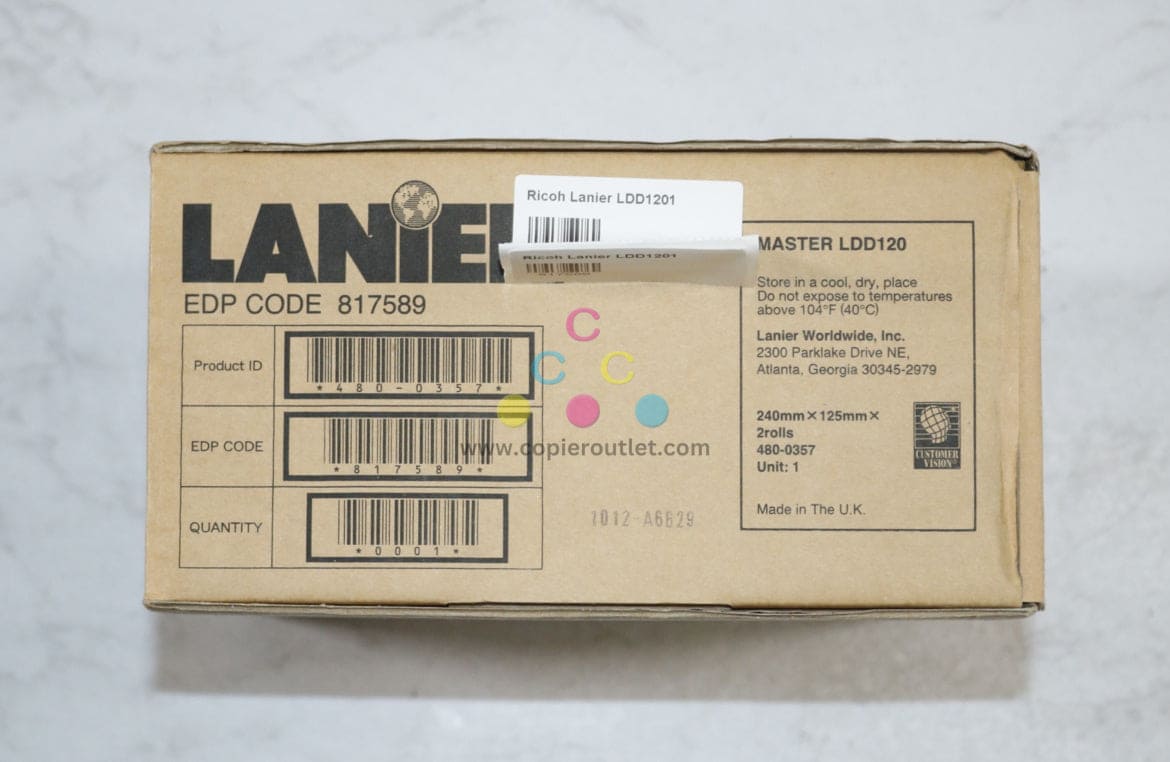 LANIE
EDP CODE 817589
Product ID
*480-0357*
EDP CODE
*817589*
QUANTITY
*0001*
Ricoh Lanier LDD1201
Ricoh Lanier LDD1201
C
C C
www.copieroutlet.com
MASTER LDD120
Store in a cool, dry, place
Do not expose to temperatures
above 104°F (40°C)
Lanier Worldwide, Inc.
2300 Parklake Drive NE,
Atlanta, Georgia 30345-2979
240mm×125mm×
2rolls
480-0357
Unit: 1
CUSTOMER
VISION®
Made in The U.K.
1012-A6629